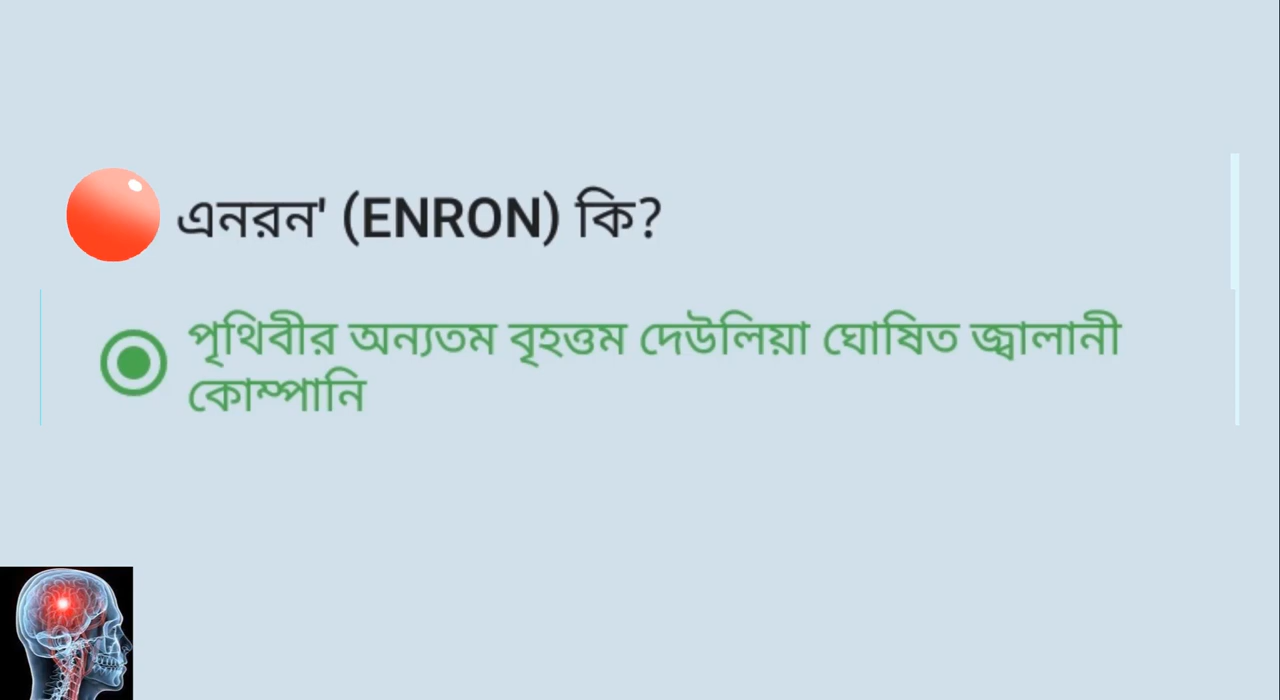 এনরন' (ENRON) কি?
পৃথিবীর অন্যতম বৃহত্তম দেউলিয়া ঘোষিত জ্বালানী
কোম্পানি